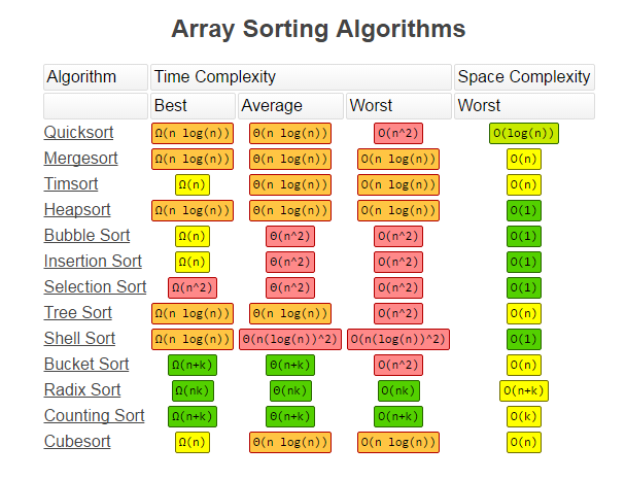 Array Sorting Algorithms
Algorithm Time Complexity Space Complexity
Best Average Worst Worst
Quicksort Ω(n log(n)) Θ(n log(n)) O(n^2) O(log(n))
Mergesort Ω(n log(n)) Θ(n log(n)) O(n log(n)) O(n)
Timsort Ω(n) Θ(n log(n)) O(n log(n)) O(n)
Heapsort Ω(n log(n)) Θ(n log(n)) O(n log(n)) O(1)
Bubble Sort Ω(n) Θ(n^2) O(n^2) O(1)
Insertion Sort Ω(n) Θ(n^2) O(n^2) O(1)
Selection Sort Ω(n^2) Θ(n^2) O(n^2) O(1)
Tree Sort Ω(n log(n)) Θ(n log(n)) O(n^2) O(n)
Shell Sort Ω(n log(n)) Θ(n(log(n))^2) O(n(log(n))^2) O(1)
Bucket Sort Ω(n+k) Θ(n+k) O(n^2) O(n)
Radix Sort Ω(nk) Θ(nk) O(nk) O(n+k)
Counting Sort Ω(n+k) Θ(n+k) O(n+k) O(k)
Cubesort Ω(n) Θ(n log(n)) O(n log(n)) O(n)